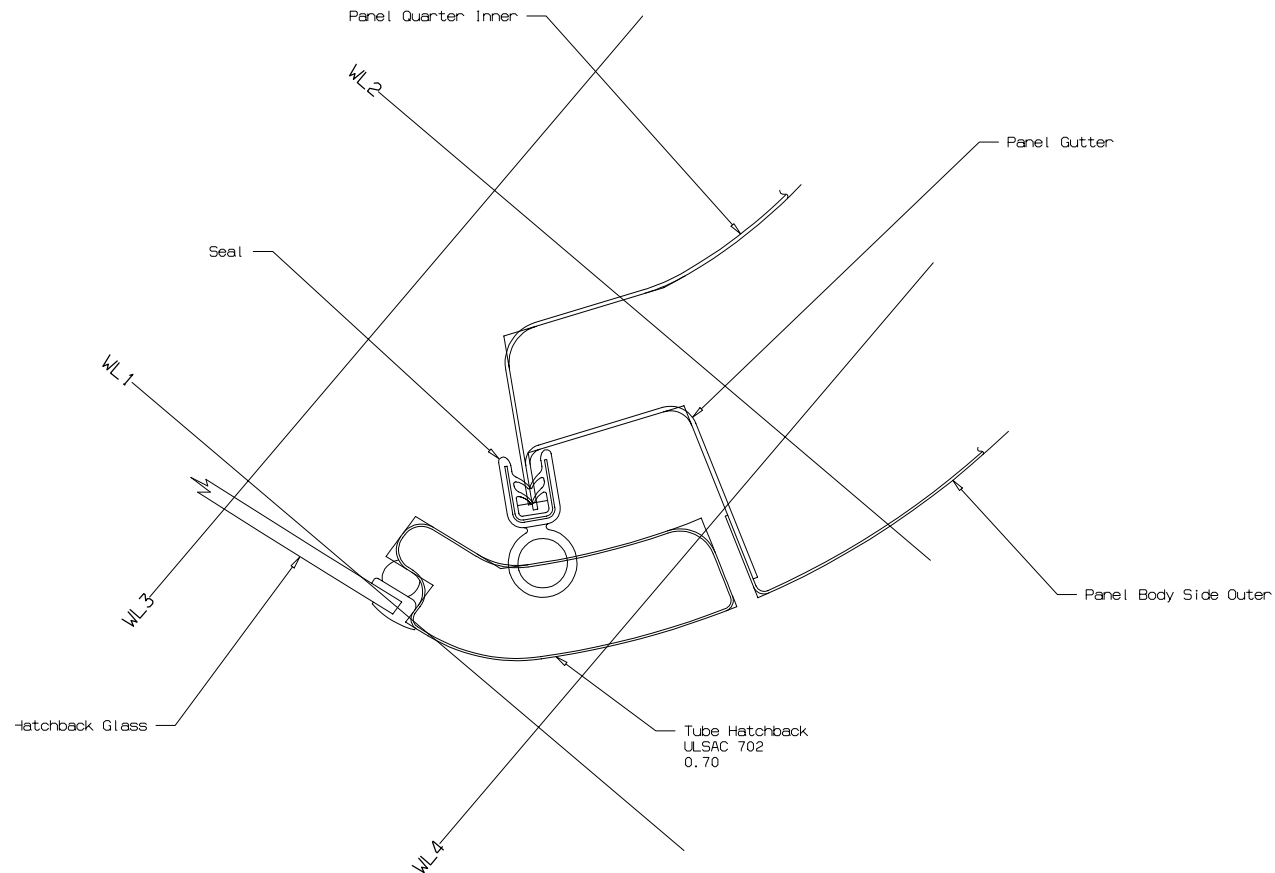 Panel Quarter Inner
WL2
Panel Gutter
Seal
WL1
WL3
Panel Body Side Outer
Hatchback Glass
Tube Hatchback
ULSAC 702
0.70
WL4